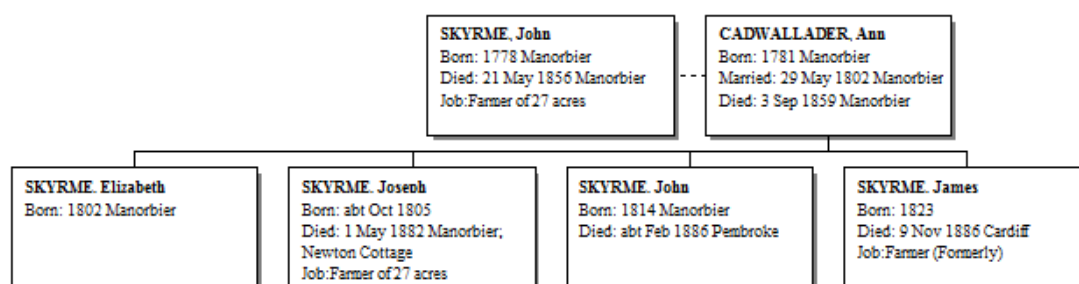 SKYRME, John
Born: 1778 Manorbier
Died: 21 May 1856 Manorbier
Job:Farmer of 27 acres
CADWALLADER, Ann
Born: 1781 Manorbier
Married: 29 May 1802 Manorbier
Died: 3 Sep 1859 Manorbier
SKYRME. Elizabeth
Born: 1802 Manorbier
SKYRME. Joseph
Born: abt Oct 1805
Died: 1 May 1882 Manorbier;
Newton Cottage
Job:Farmer of 27 acres
SKYRME. John
Born: 1814 Manorbier
Died: abt Feb 1886 Pembroke
SKYRME. James
Born: 1823
Died: 9 Nov 1886 Cardiff
Job:Farmer (Formerly)